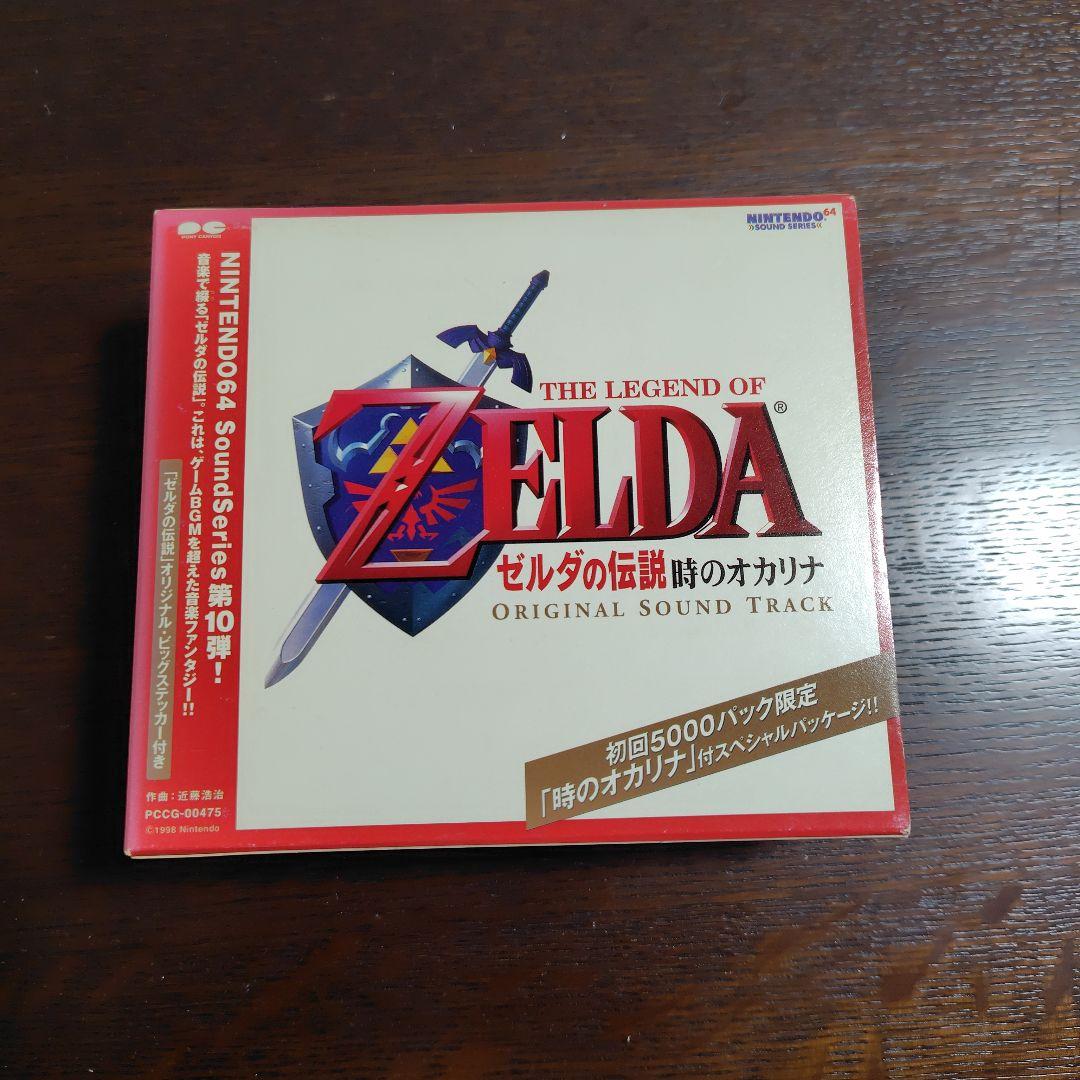 PONY CANYON
NINTENDO64 SoundSeries 第10弾!
音楽で綴る「ゼルダの伝説」。これは、ゲームBGMを超えた音楽ファンタジー!!
「ゼルダの伝説」オリジナル・ビッグステッカー付き
作曲:近藤浩治
PCCG-00475
©1998 Nintendo
NINTENDO64
SOUND SERIES
THE LEGEND OF
ZELDA®
ゼルダの伝説 時のオカリナ
ORIGINAL SOUND TRACK
初回5000パック限定
「時のオカリナ」付スペシャルパッケージ!!